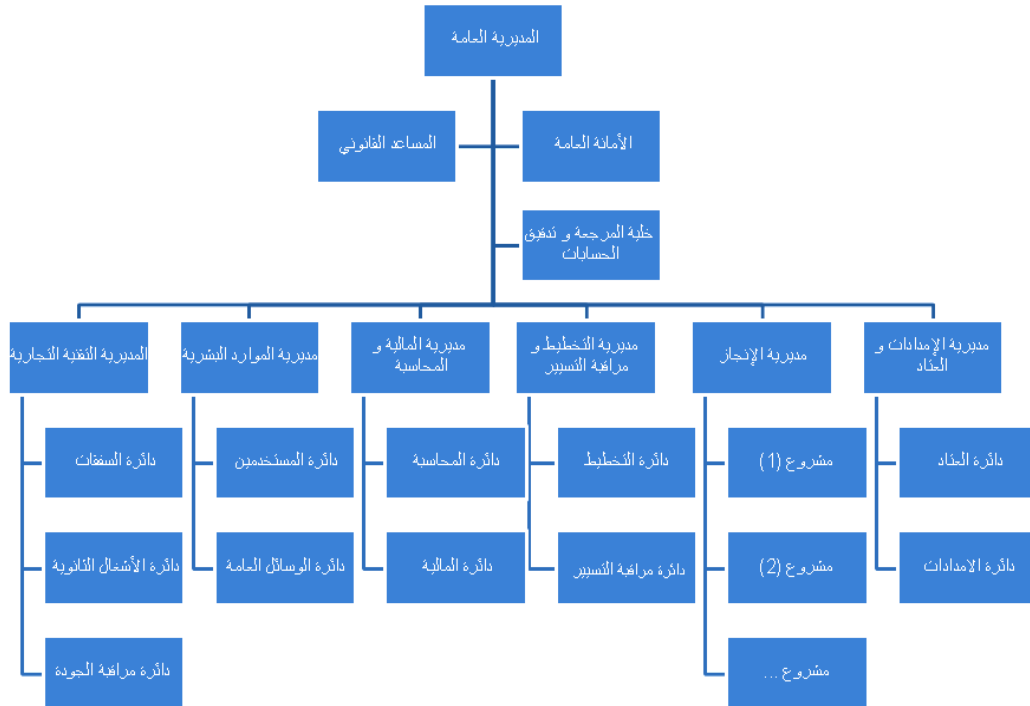 المديرية العامة
الأمانة العامة
المساعد القانوني
خلية المرجعة و تدقيق
الحسابات
مديرية الإمدادات و
العتاد
مديرية الإنجاز
مديرية التخطيط و
مراقبة التسيير
مديرية المالية و
المحاسبة
مديرية الموارد البشرية
المديرية التقنية التجارية
دائرة العتاد
مشروع (1)
دائرة التخطيط
دائرة المحاسبة
دائرة المستخدمين
دائرة السفقات
دائرة الامدادات
مشروع (2)
دائرة مراقبة التسيير
دائرة المالية
دائرة الوسائل العامة
دائرة الأشغال الثانوية
مشروع ...
دائرة مراقبة الجودة